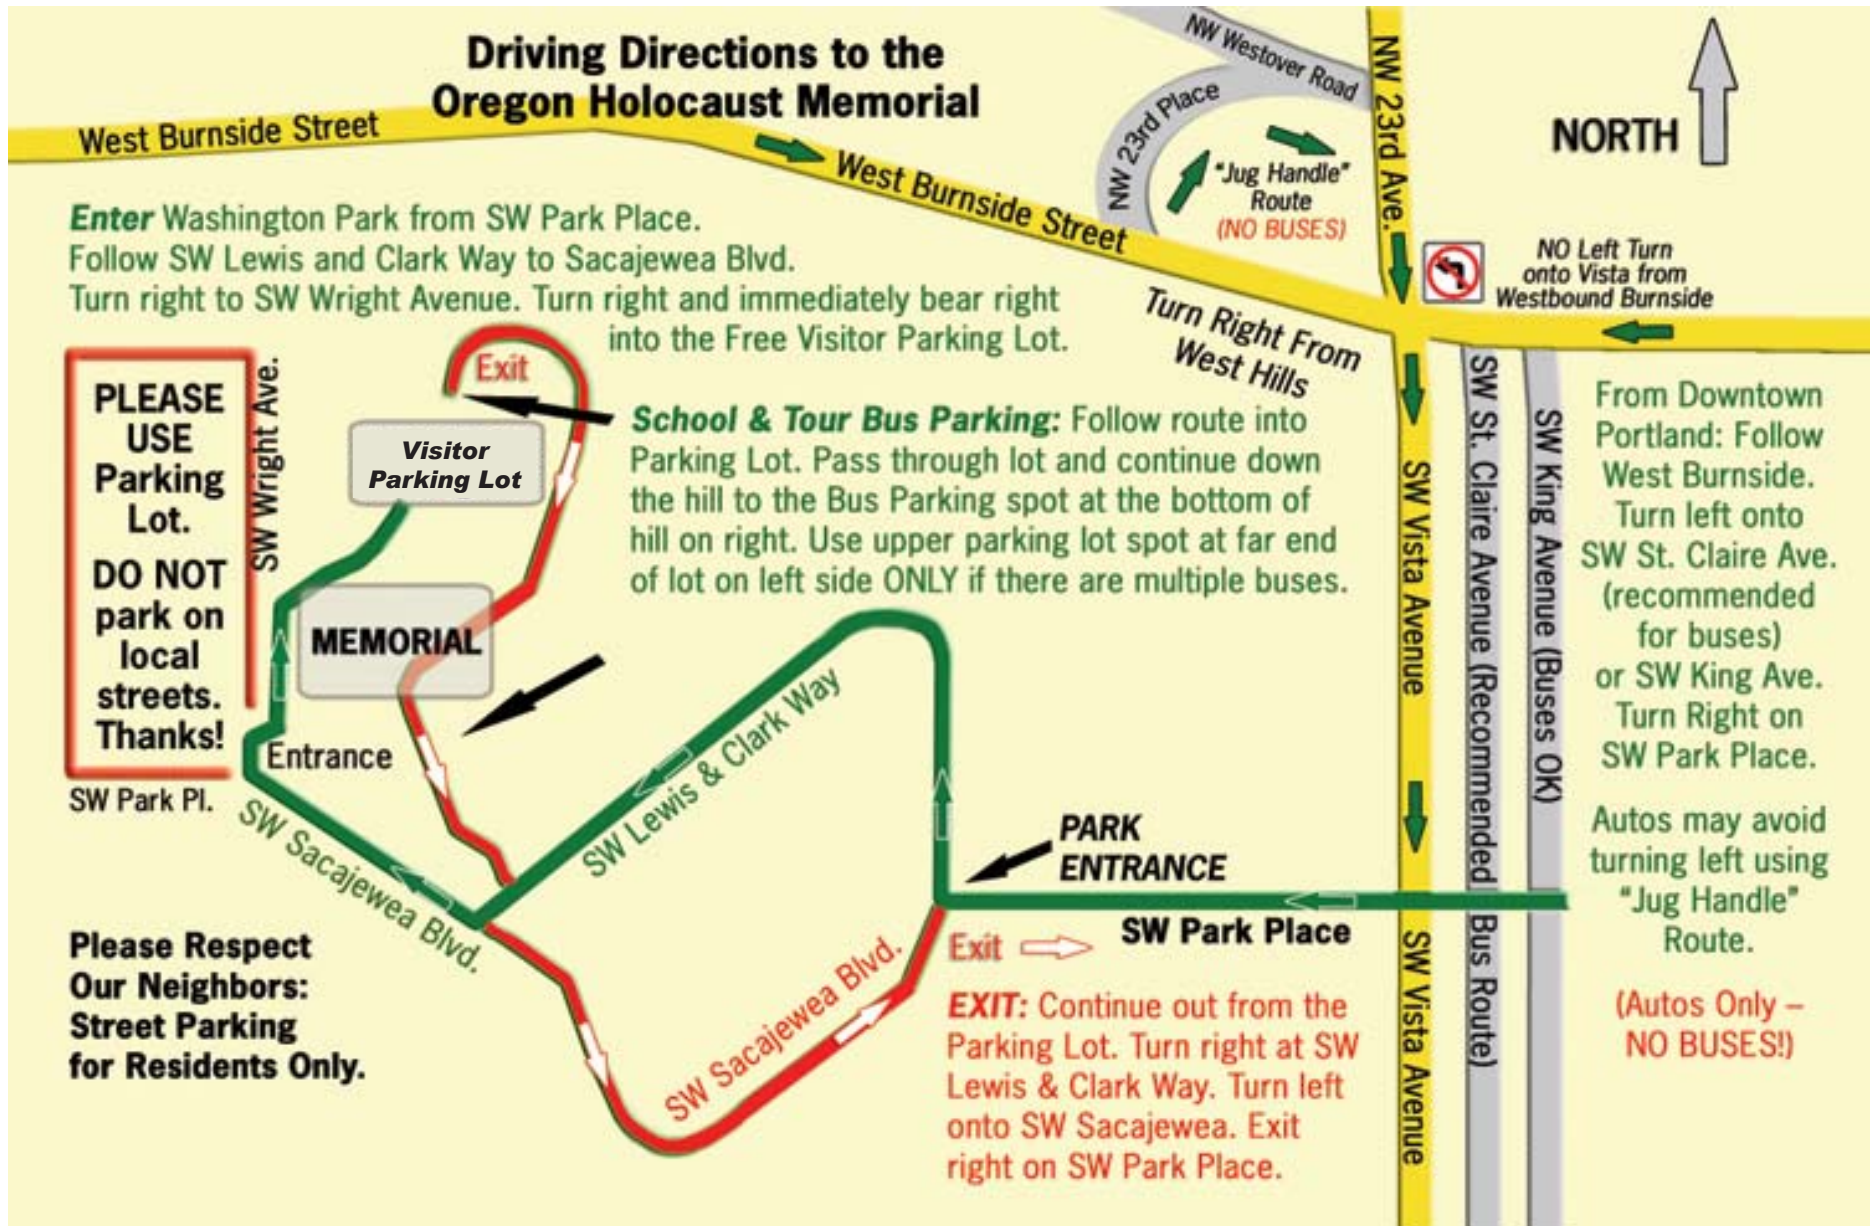 Driving Directions to the
Oregon Holocaust Memorial
West Burnside Street
West Burnside Street
NW Westover Road
NW 23rd Place
NW 23rd Ave.
"Jug Handle"
Route
(NO BUSES)
NORTH
NO Left Turn
onto Vista from
Westbound Burnside
Enter Washington Park from SW Park Place.
Follow SW Lewis and Clark Way to Sacajewea Blvd.
Turn right to SW Wright Avenue. Turn right and immediately bear right
into the Free Visitor Parking Lot.
Turn Right From
West Hills
PLEASE
USE
Parking
Lot.
DO NOT
park on
local
streets.
Thanks!
SW Wright Ave.
SW Park Pl.
Exit
Visitor
Parking Lot
MEMORIAL
Entrance
School & Tour Bus Parking: Follow route into
Parking Lot. Pass through lot and continue down
the hill to the Bus Parking spot at the bottom of
hill on right. Use upper parking lot spot at far end
of lot on left side ONLY if there are multiple buses.
SW Lewis & Clark Way
SW Sacajewea Blvd.
SW Sacajewea Blvd.
PARK
ENTRANCE
SW Park Place
Exit
EXIT: Continue out from the
Parking Lot. Turn right at SW
Lewis & Clark Way. Turn left
onto SW Sacajewea. Exit
right on SW Park Place.
Please Respect
Our Neighbors:
Street Parking
for Residents Only.
SW Vista Avenue
SW Vista Avenue
SW St. Claire Avenue (Recommended Bus Route)
SW King Avenue (Buses OK)
From Downtown
Portland: Follow
West Burnside.
Turn left onto
SW St. Claire Ave.
(recommended
for buses)
or SW King Ave.
Turn Right on
SW Park Place.
Autos may avoid
turning left using
"Jug Handle"
Route.
(Autos Only –
NO BUSES!)